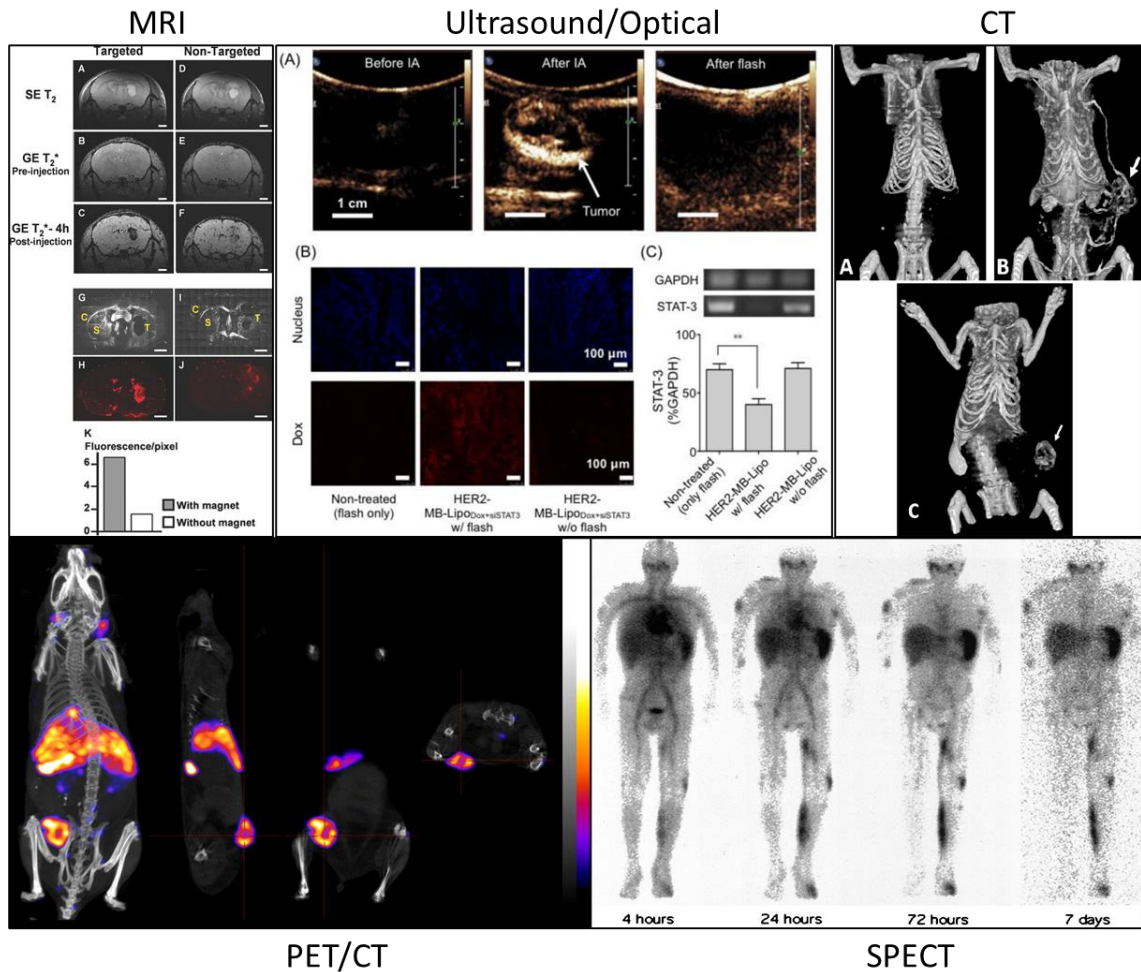 MRI
Ultrasound/Optical
CT
Targeted
Non-Targeted
SE T2
GE T2*
Pre-injection
GE T2*- 4h
Post-injection
A
D
B
E
C
F
G
I
C
S
T
C
S
T
H
J
K
Fluorescence/pixel
6
4
2
0
With magnet
Without magnet
(A)
Before IA
After IA
After flash
1 cm
Tumor
(B)
Nucleus
100 µm
Dox
100 µm
Non-treated
(flash only)
HER2-
MB-LipoDox+siSTAT3
w/ flash
HER2-
MB-LipoDox+siSTAT3
w/o flash
(C)
GAPDH
STAT-3
**
100
50
0
STAT-3
(%GAPDH)
Non-treated
(only flash)
HER2-MB-Lipo
w/ flash
HER2-MB-Lipo
w/o flash
A
B
C
4 hours
24 hours
72 hours
7 days
PET/CT
SPECT